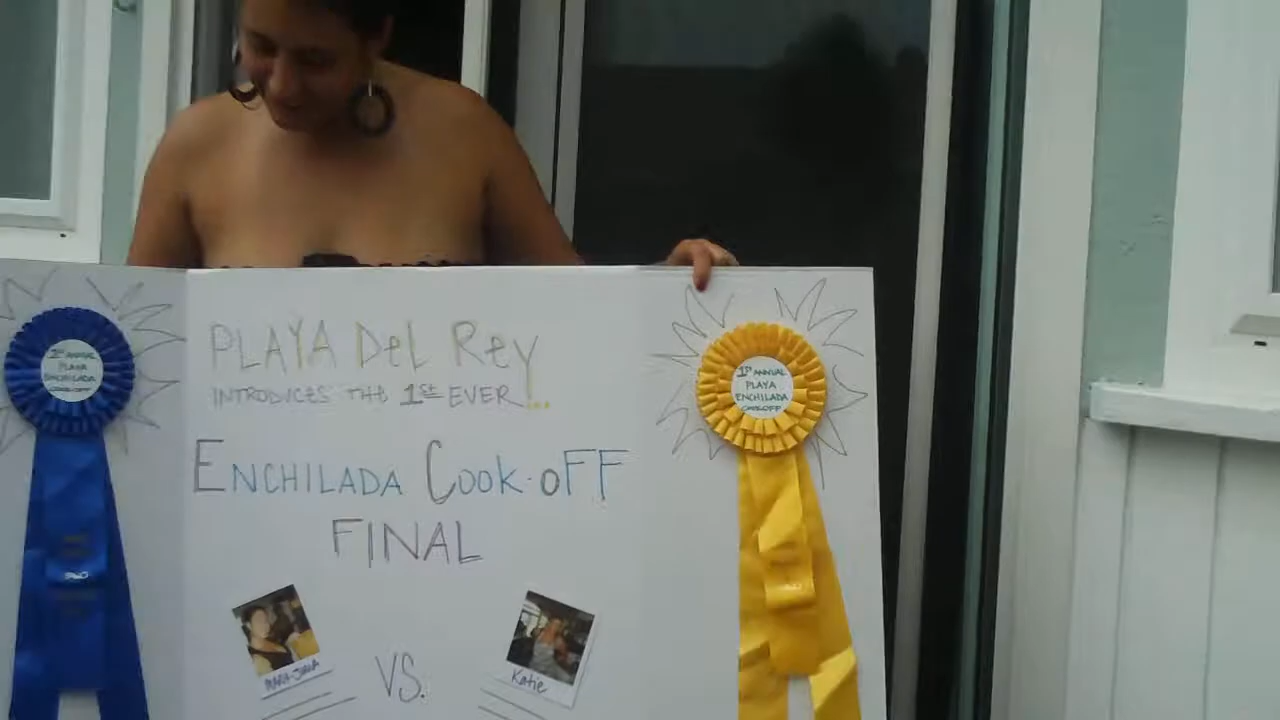 PLAYA DeL Rey
INTRODUCES THE 1st EVER...
ENCHILADA COOK-OFF
FINAL
VS.
Katie
1st ANNUAL
PLAYA
ENCHILADA
COOKOFF
1st ANNUAL
PLAYA
ENCHILADA
COOKOFF